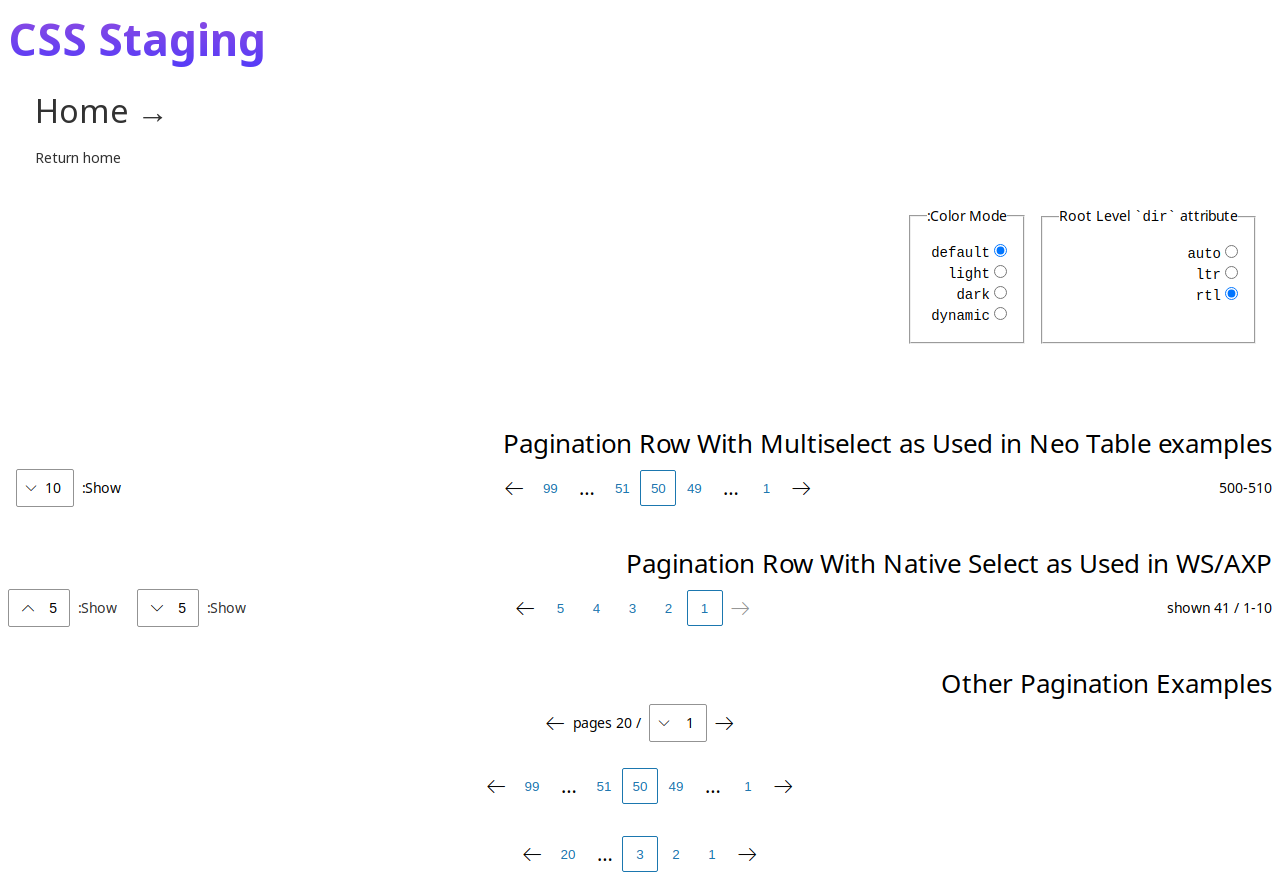 CSS Staging
Home →
Return home
Root Level `dir` attribute
auto
ltr
rtl
:Color Mode
default
light
dark
dynamic
Pagination Row With Multiselect as Used in Neo Table examples
10 :Show ← 99 ... 51 50 49 ... 1 → 500-510
Pagination Row With Native Select as Used in WS/AXP
5 :Show 5 :Show ← 5 4 3 2 1 → shown 41 / 1-10
Other Pagination Examples
← pages 20 / 1 →
← 99 ... 51 50 49 ... 1 →
← 20 ... 3 2 1 →